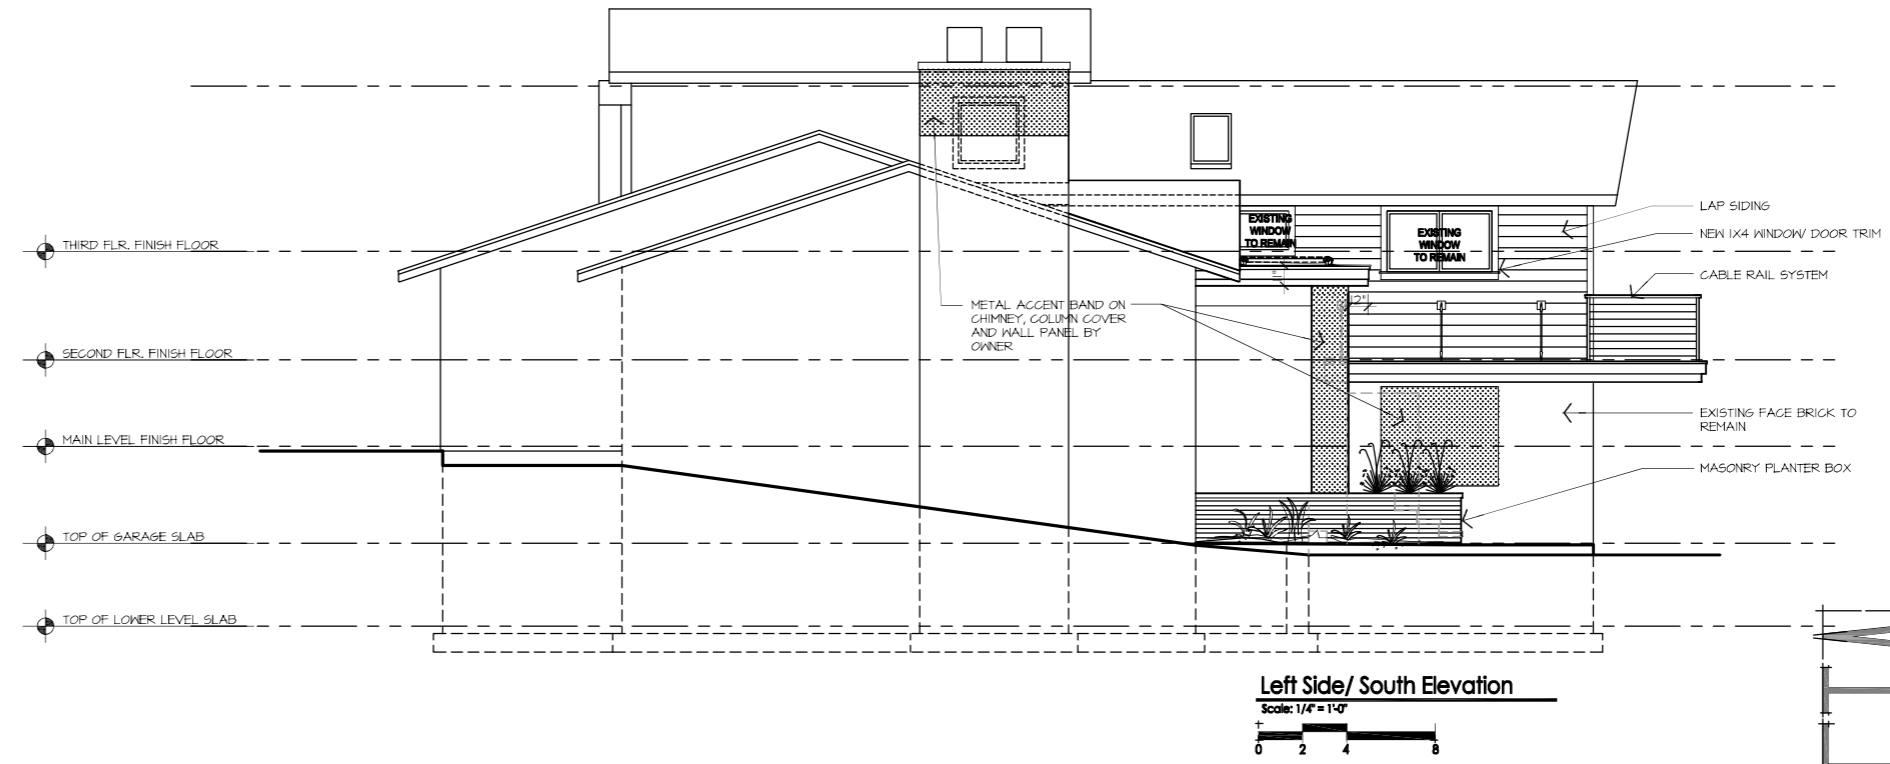 EXISTING
WINDOW
TO REMAIN
EXISTING
WINDOW
TO REMAIN
LAP SIDING
NEW 1X4 WINDOW/ DOOR TRIM
CABLE RAIL SYSTEM
THIRD FLR. FINISH FLOOR
METAL ACCENT BAND ON
CHIMNEY, COLUMN COVER
AND WALL PANEL BY
OWNER
12"
SECOND FLR. FINISH FLOOR
EXISTING FACE BRICK TO
REMAIN
MAIN LEVEL FINISH FLOOR
MASONRY PLANTER BOX
TOP OF GARAGE SLAB
TOP OF LOWER LEVEL SLAB
Left Side/ South Elevation
Scale: 1/4" = 1'-0"
0 2 4 8